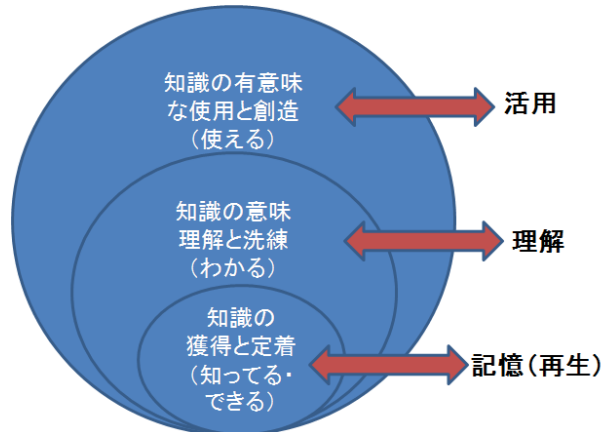 知識の有意味
な使用と創造
（使える）
活用
知識の意味
理解と洗練
（わかる）
理解
知識の
獲得と定着
（知ってる・
できる）
記憶（再生）